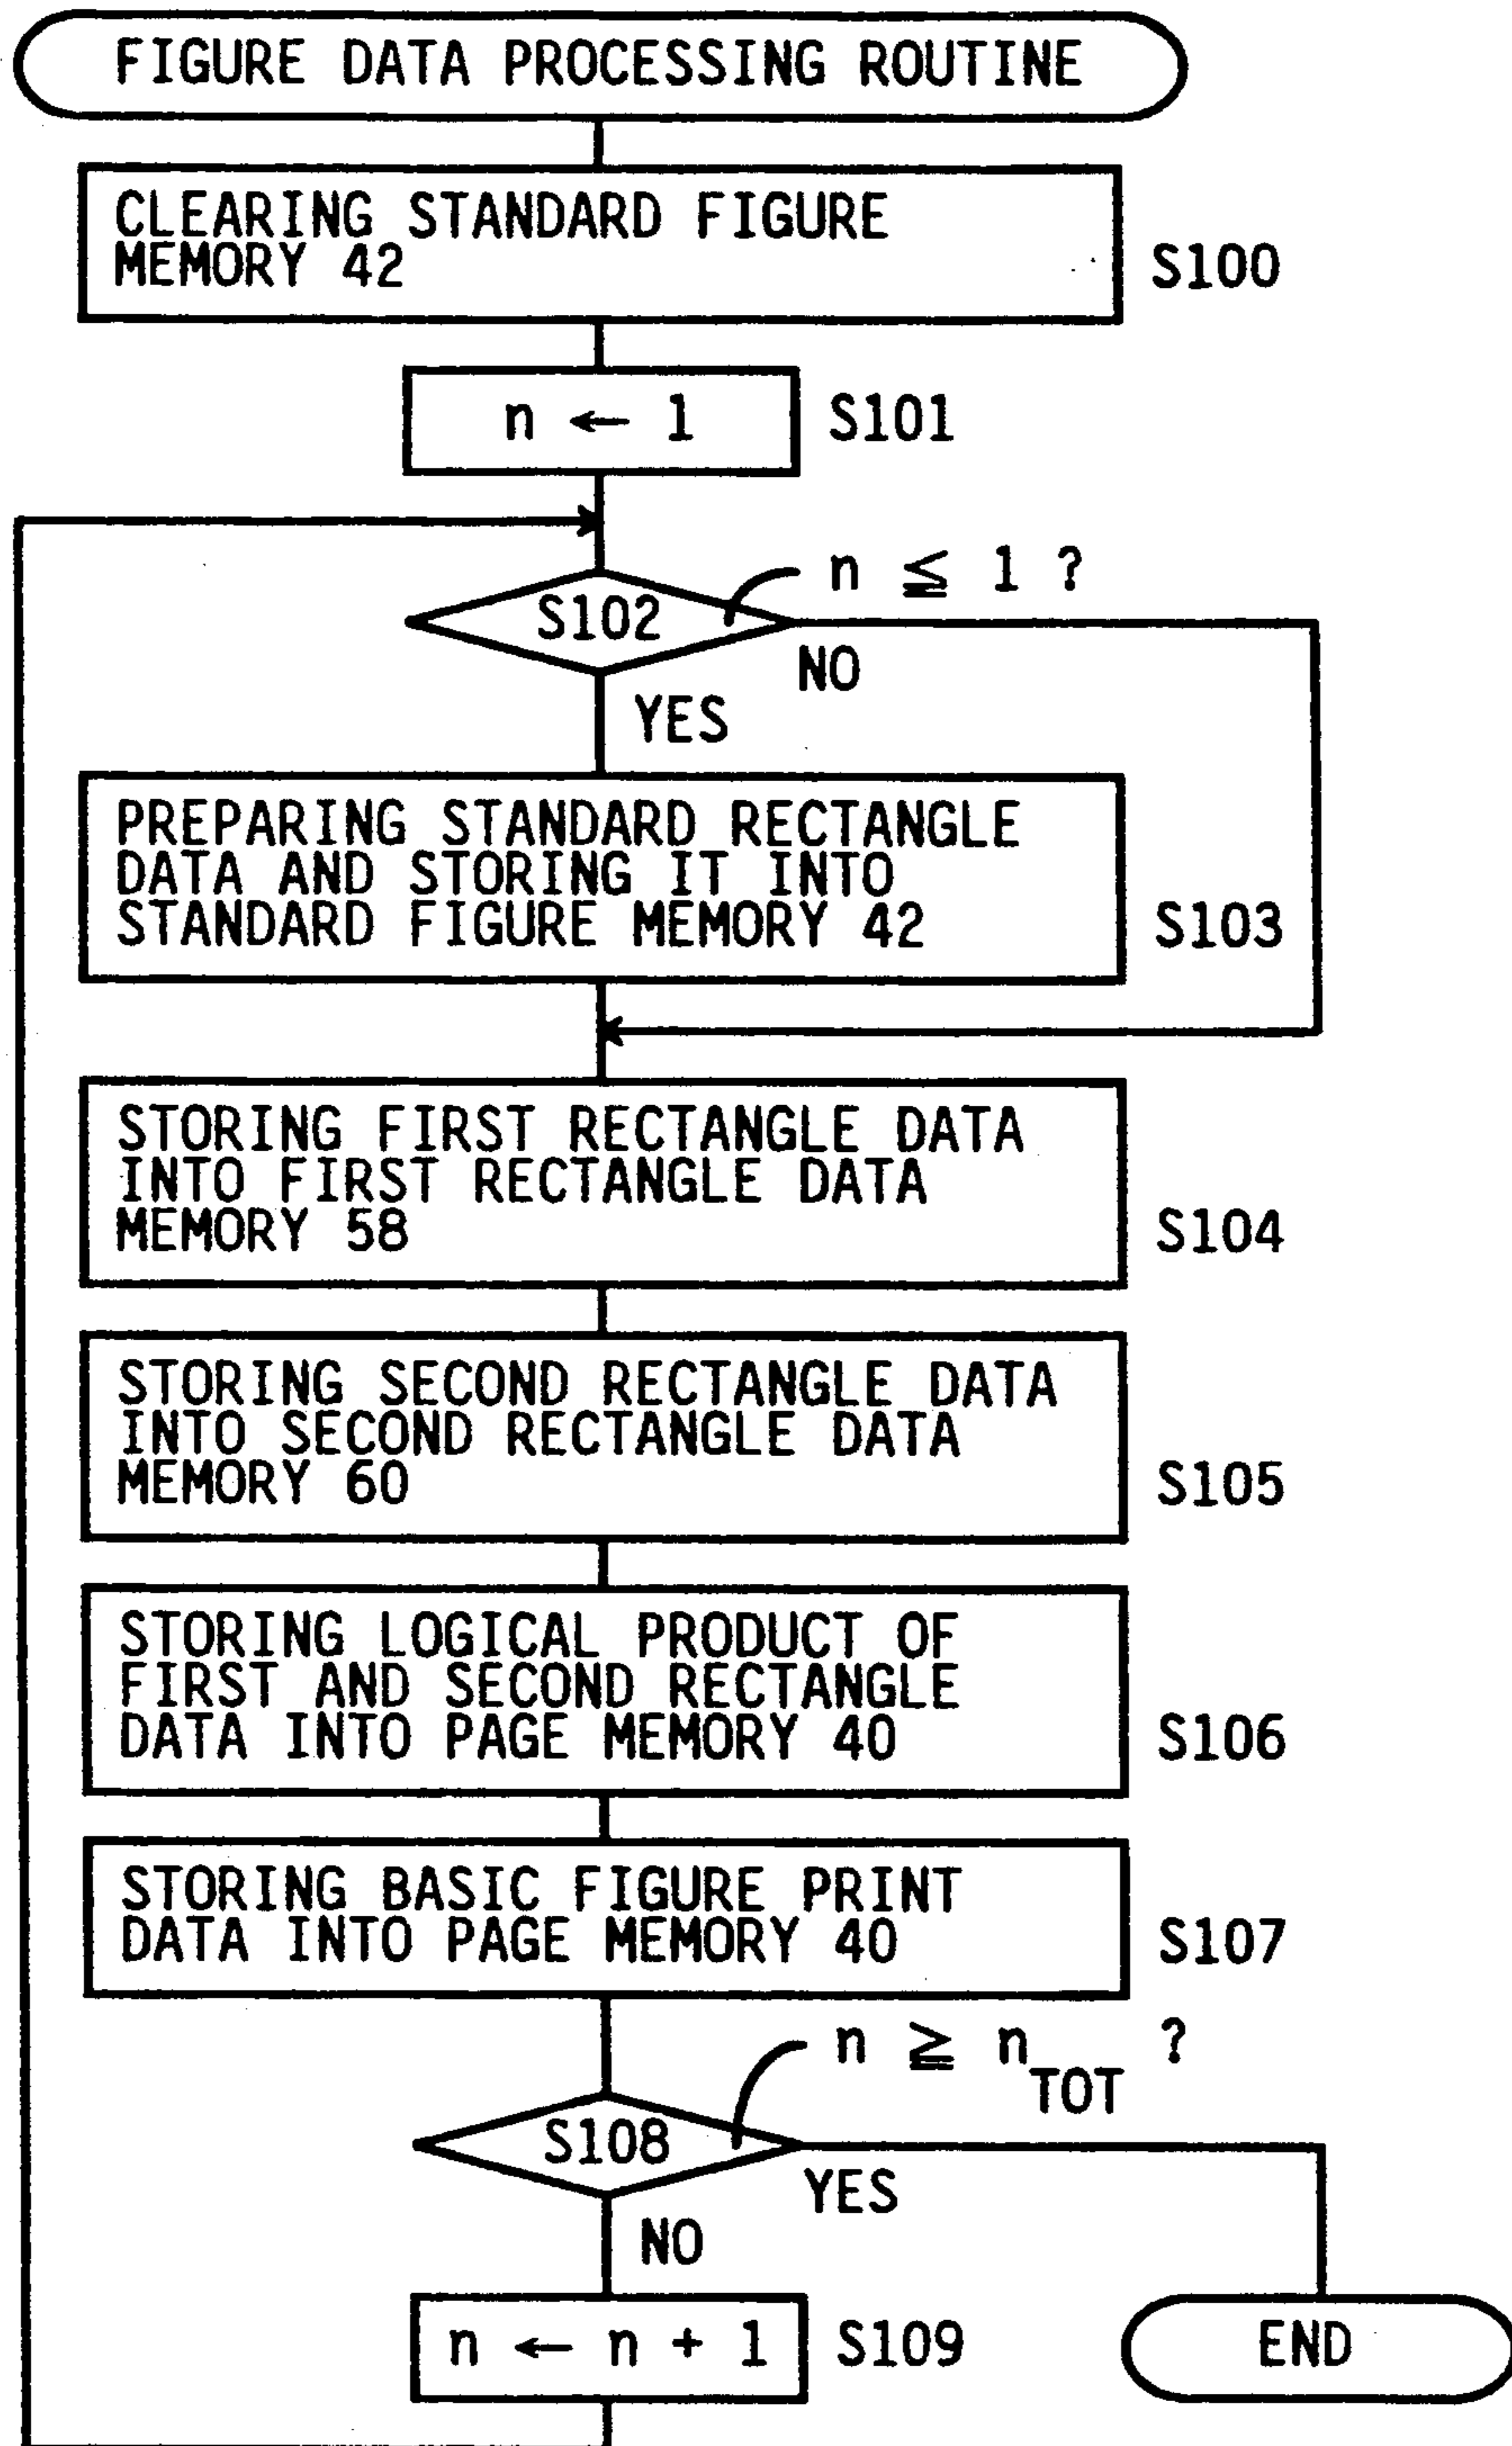 FIGURE DATA PROCESSING ROUTINE
CLEARING STANDARD FIGURE
MEMORY 42
S100
n ← 1
S101
n ≦ 1 ?
S102
NO
YES
PREPARING STANDARD RECTANGLE
DATA AND STORING IT INTO
STANDARD FIGURE MEMORY 42
S103
STORING FIRST RECTANGLE DATA
INTO FIRST RECTANGLE DATA
MEMORY 58
S104
STORING SECOND RECTANGLE DATA
INTO SECOND RECTANGLE DATA
MEMORY 60
S105
STORING LOGICAL PRODUCT OF
FIRST AND SECOND RECTANGLE
DATA INTO PAGE MEMORY 40
S106
STORING BASIC FIGURE PRINT
DATA INTO PAGE MEMORY 40
S107
n ≧ nTOT ?
S108
YES
NO
n ← n + 1
S109
END